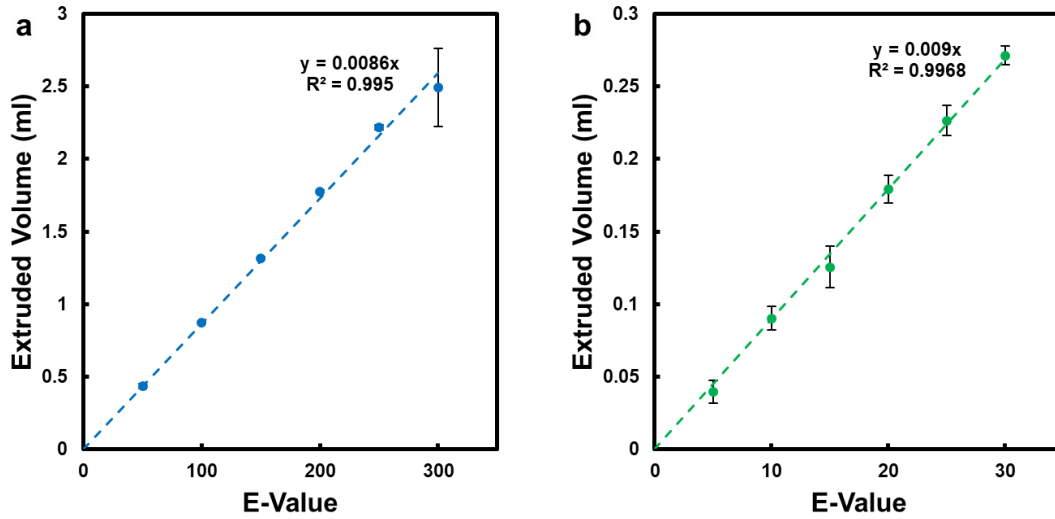 a
y = 0.0086x
R² = 0.995
Extruded Volume (ml)
3
2.5
2
1.5
1
0.5
0
0
100
200
300
E-Value
b
y = 0.009x
R² = 0.9968
Extruded Volume (ml)
0.3
0.25
0.2
0.15
0.1
0.05
0
0
10
20
30
E-Value